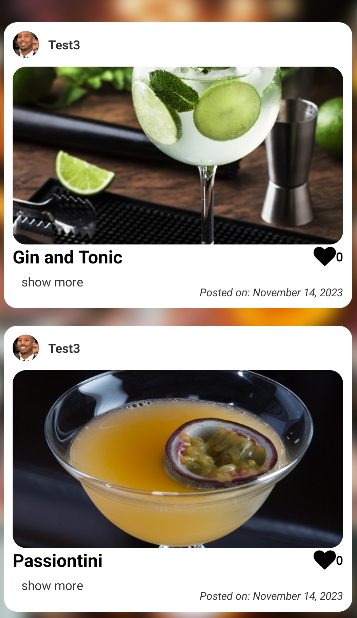 Test3
Gin and Tonic
0
show more
Posted on: November 14, 2023
Test3
Passiontini
0
show more
Posted on: November 14, 2023